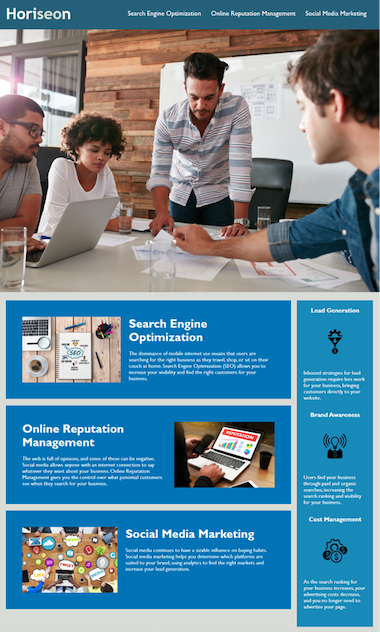 Horiseon
Search Engine Optimization
Online Reputation Management
Social Media Marketing
Search Engine
Optimization
The dominance of mobile internet use means that users are
searching for the right business as they travel, shop, or sit on their
couch at home. Search Engine Optimization (SEO) allows you to
increase your visibility and find the right customers for your
business.
SEO
Online Reputation
Management
The web is full of opinions, and some of these can be negative.
Social media allows anyone with an internet connection to say
whatever they want about your business. Online Reputation
Management gives you the control over what potential customers
see when they search for your business.
REPUTATION
Social Media Marketing
Social media continues to have a sizable influence on buying habits.
Social media marketing helps you determine which platforms are
suited to your brand, using analytics to find the right markets and
increase your lead generation.
Lead Generation
Inbound strategies for lead
generation require less work
for your business, bringing
customers directly to your
website.
Brand Awareness
Users find your business
through paid and organic
searches, increasing the
search ranking and visibility
for your business.
Cost Management
As the search ranking for
your business increases, your
advertising costs decrease,
and you no longer need to
advertise your page.